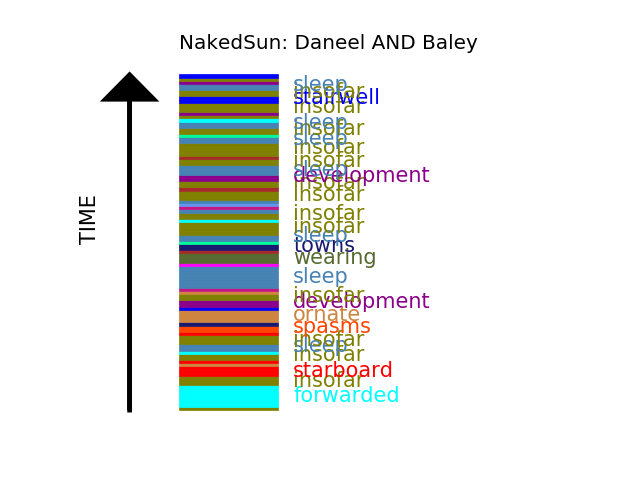 NakedSun: Daneel AND Baley
sleep
insofar
stairwell
insofar
sleep
insofar
sleep
insofar
insofar
sleep
development
insofar
insofar
insofar
insofar
sleep
towns
wearing
sleep
insofar
development
ornate
spasms
insofar
sleep
insofar
starboard
insofar
forwarded
TIME